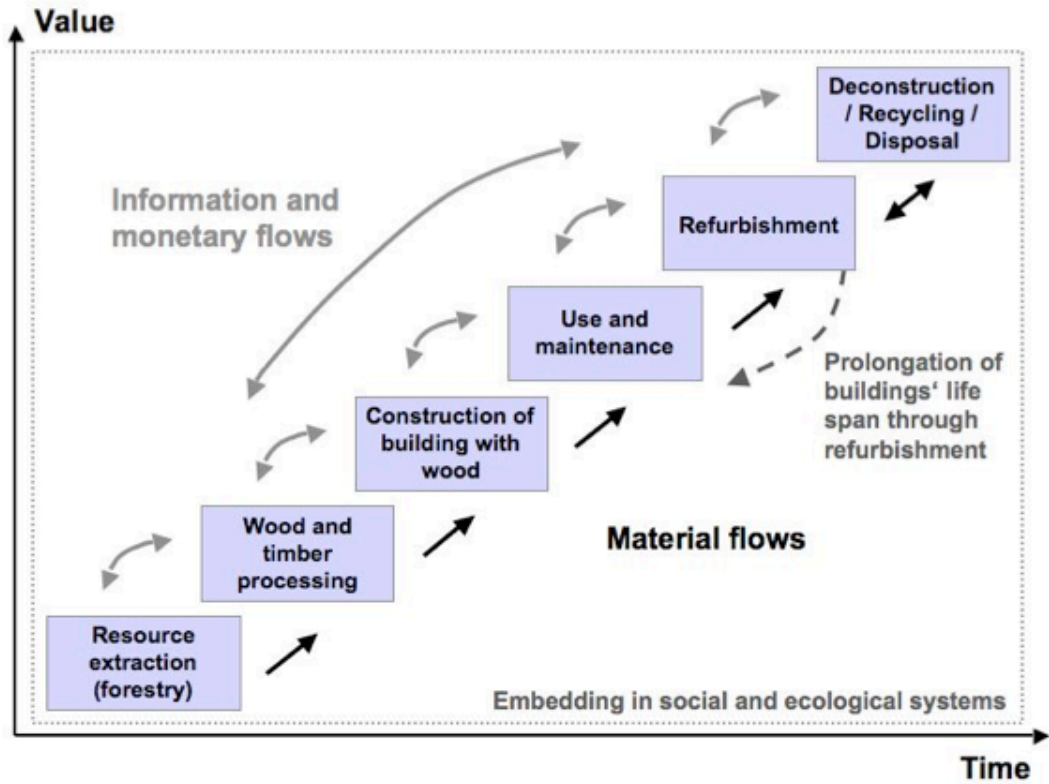 Value
Deconstruction
/ Recycling /
Disposal
Information and
monetary flows
Refurbishment
Use and
maintenance
Prolongation of
buildings‘ life
span through
refurbishment
Construction of
building with
wood
Material flows
Wood and
timber
processing
Resource
extraction
(forestry)
Embedding in social and ecological systems
Time